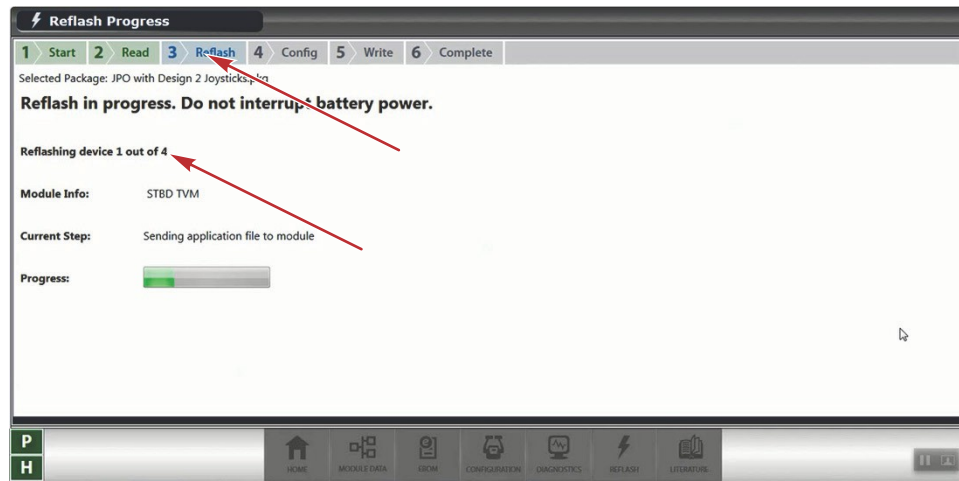 Reflash Progress
1 Start 2 Read 3 Reflash 4 Config 5 Write 6 Complete
Selected Package: JPO with Design 2 Joysticks.pkg
Reflash in progress. Do not interrupt battery power.
Reflashing device 1 out of 4
Module Info: STBD TVM
Current Step: Sending application file to module
Progress:
P
H
HOME MODULE DATA EROM CONFIGURATION DIAGNOSTICS REFLASH LITERATURE